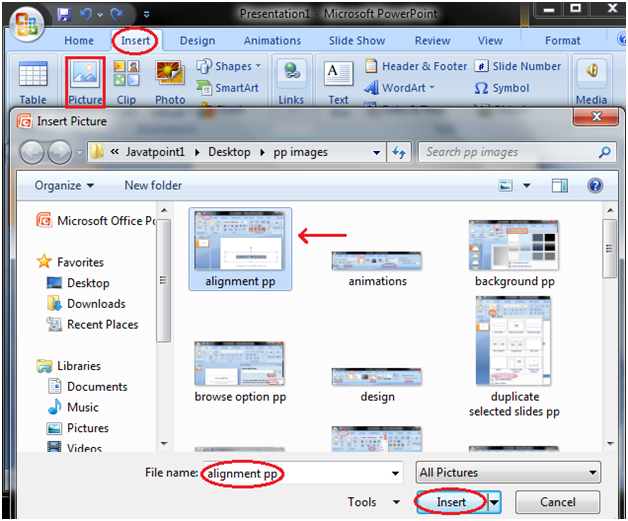 Presentation1 - Microsoft PowerPoint
Home Insert Design Animations Slide Show Review View Format
Table Picture Clip Photo Shapes SmartArt Links Text Header & Footer WordArt Slide Number Symbol Media
Insert Picture
« Javatpoint1 Desktop pp images Search pp images
Organize New folder
Microsoft Office Po
Favorites
Desktop
Downloads
Recent Places
Libraries
Documents
Music
Pictures
Videos
alignment pp animations background pp
browse option pp design duplicate
selected slides pp
File name: alignment pp All Pictures
Tools Insert Cancel